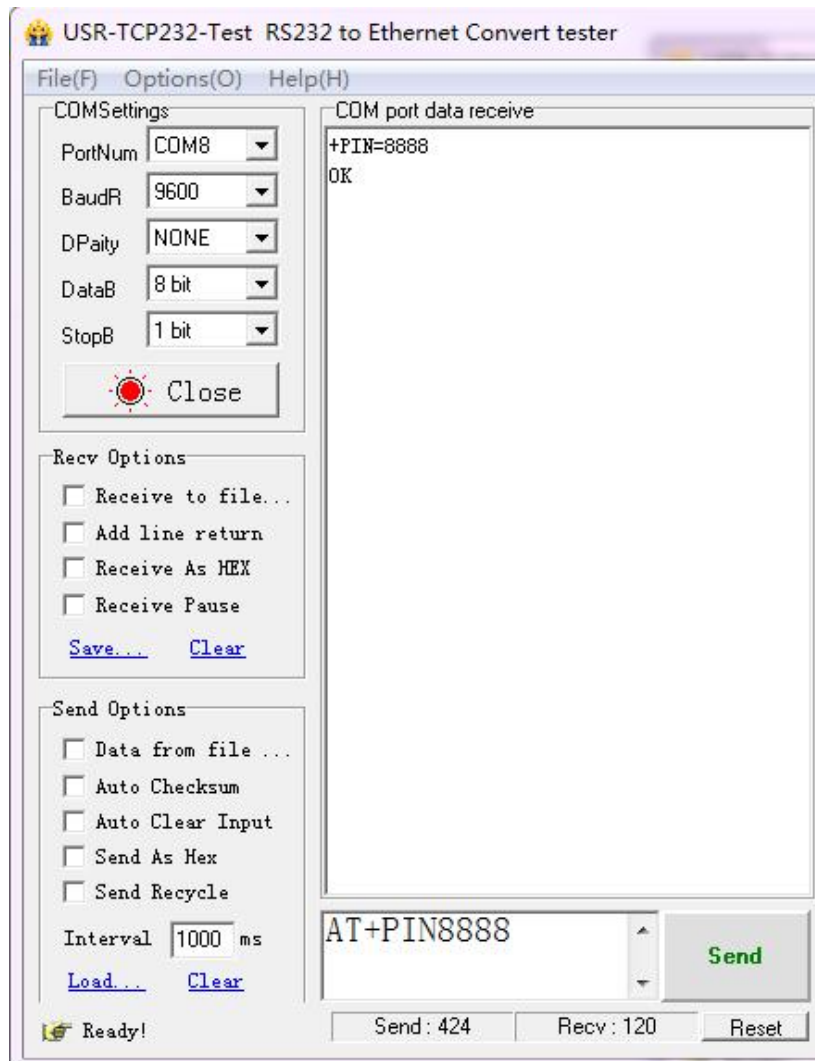 USR-TCP232-Test RS232 to Ethernet Convert tester
File(F) Options(O) Help(H)
COMSettings
PortNum COM8
BaudR 9600
DPaity NONE
DataB 8 bit
StopB 1 bit
Close
Recv Options
Receive to file...
Add line return
Receive As HEX
Receive Pause
Save... Clear
Send Options
Data from file ...
Auto Checksum
Auto Clear Input
Send As Hex
Send Recycle
Interval 1000 ms
Load... Clear
Ready!
COM port data receive
+PIN=8888
OK
AT+PIN8888
Send
Send : 424 Recv : 120 Reset